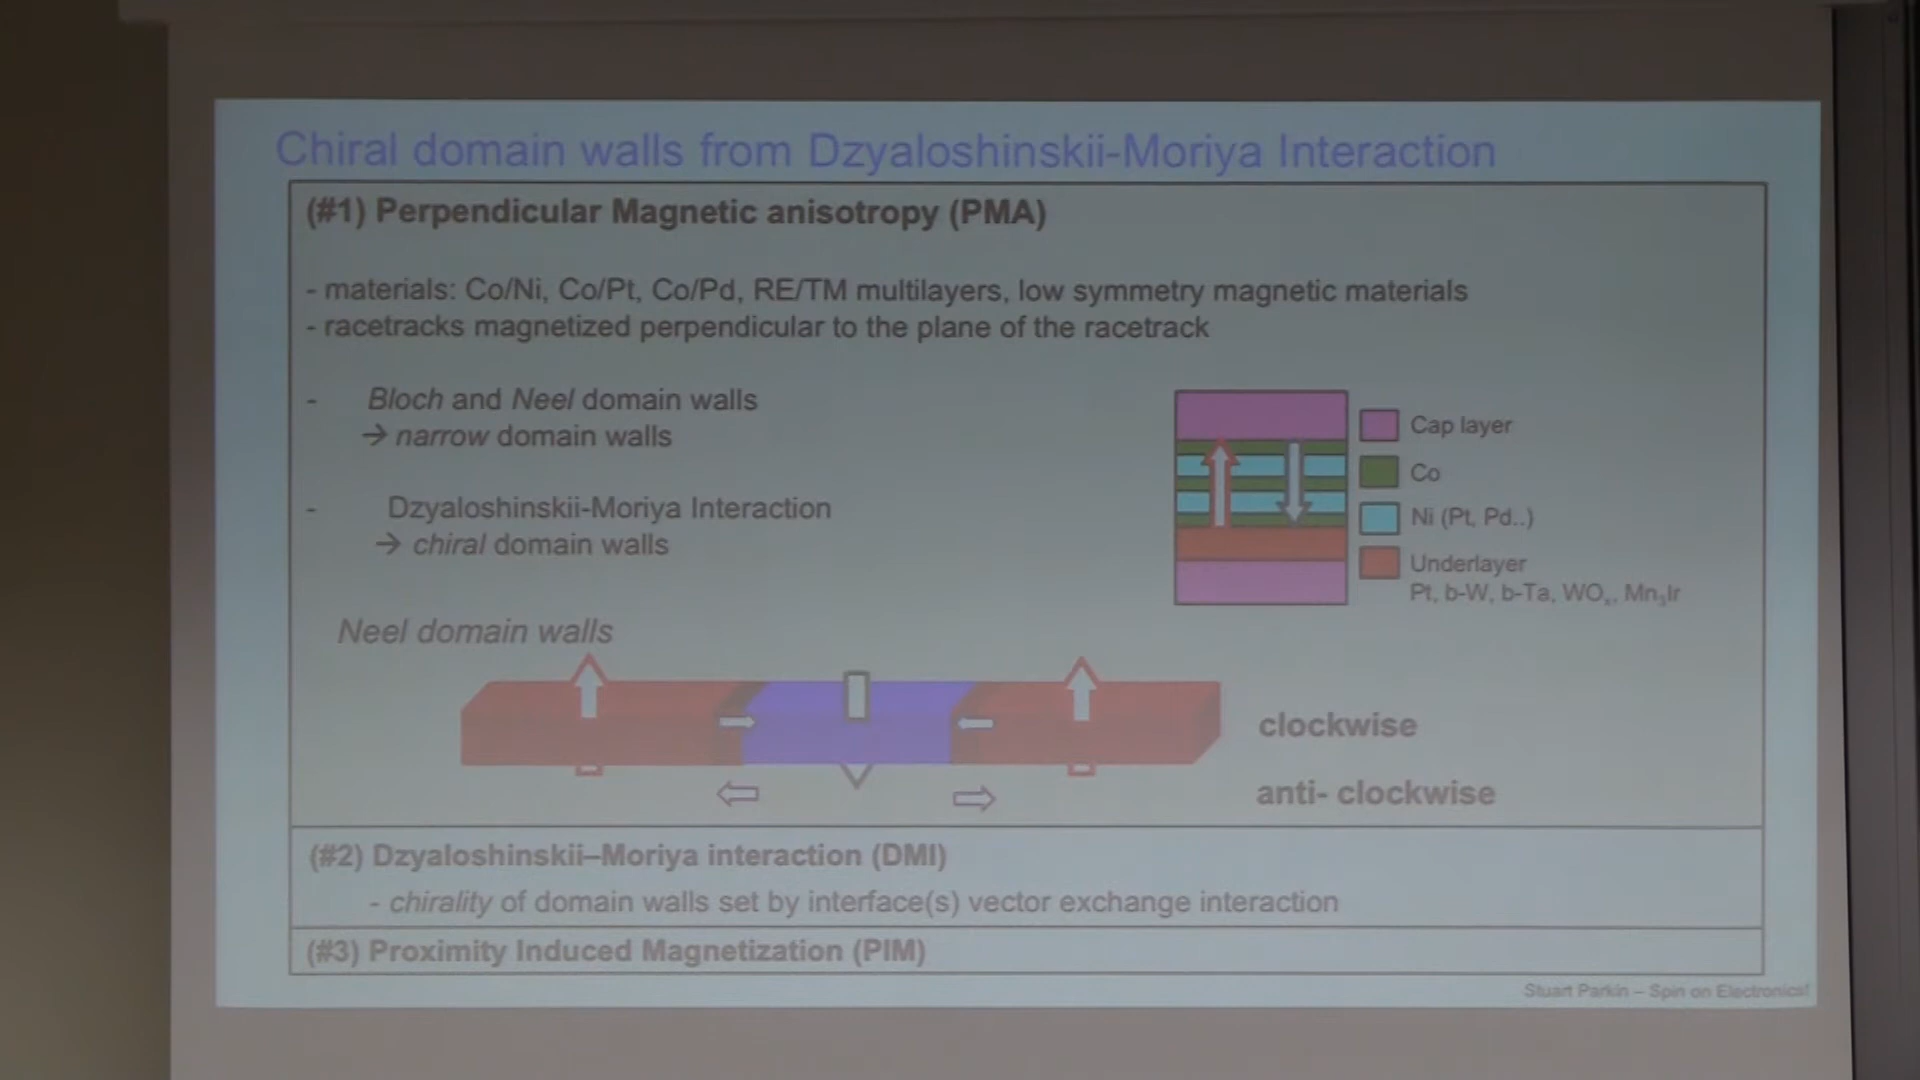 Chiral domain walls from Dzyaloshinskii-Moriya Interaction
(#1) Perpendicular Magnetic anisotropy (PMA)
- materials: Co/Ni, Co/Pt, Co/Pd, RE/TM multilayers, low symmetry magnetic materials
- racetracks magnetized perpendicular to the plane of the racetrack
- Bloch and Neel domain walls
→ narrow domain walls
- Dzyaloshinskii-Moriya Interaction
→ chiral domain walls
Cap layer
Co
Ni (Pt, Pd..)
Underlayer
Pt, b-W, b-Ta, WOₓ, Mn₃Ir
Neel domain walls
clockwise
anti- clockwise
(#2) Dzyaloshinskii–Moriya interaction (DMI)
- chirality of domain walls set by interface(s) vector exchange interaction
(#3) Proximity Induced Magnetization (PIM)
Stuart Parkin – Spin on Electronics!